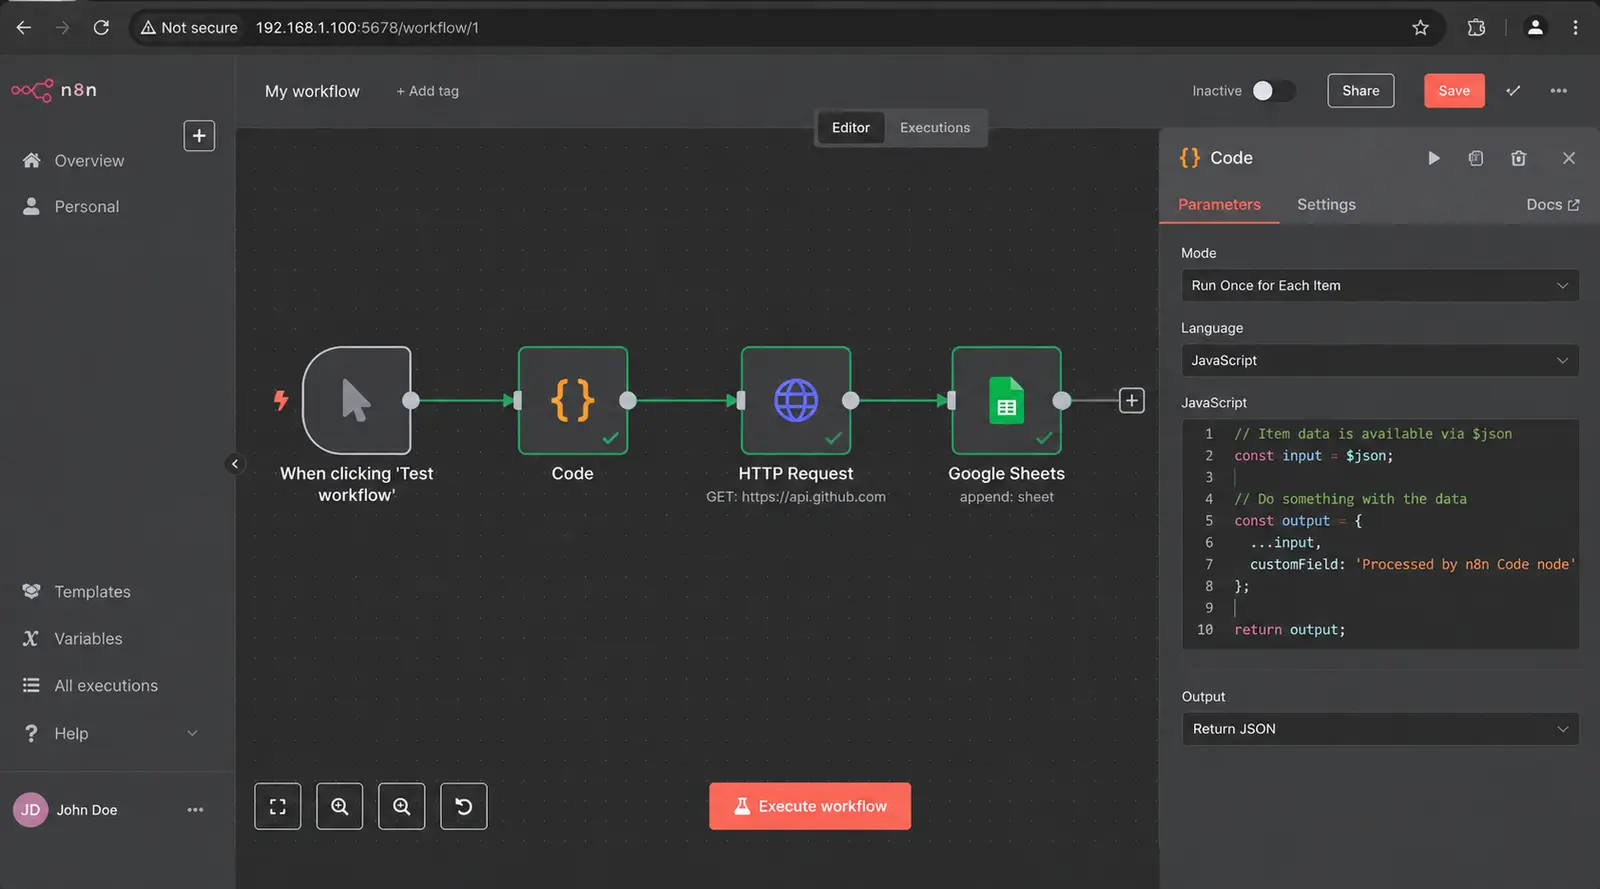 Not secure
192.168.1.100:5678/workflow/1
n8n
My workflow
+ Add tag
Inactive
Share
Save
Editor
Executions
+
Overview
Personal
Templates
Variables
All executions
Help
JD
John Doe
When clicking 'Test
workflow'
Code
HTTP Request
GET: https://api.github.com
Google Sheets
append: sheet
Execute workflow
{} Code
Parameters
Settings
Docs
Mode
Run Once for Each Item
Language
JavaScript
JavaScript
1 // Item data is available via $json
2 const input = $json;
3
4 // Do something with the data
5 const output = {
6 ...input,
7 customField: 'Processed by n8n Code node'
8 };
9
10 return output;
Output
Return JSON